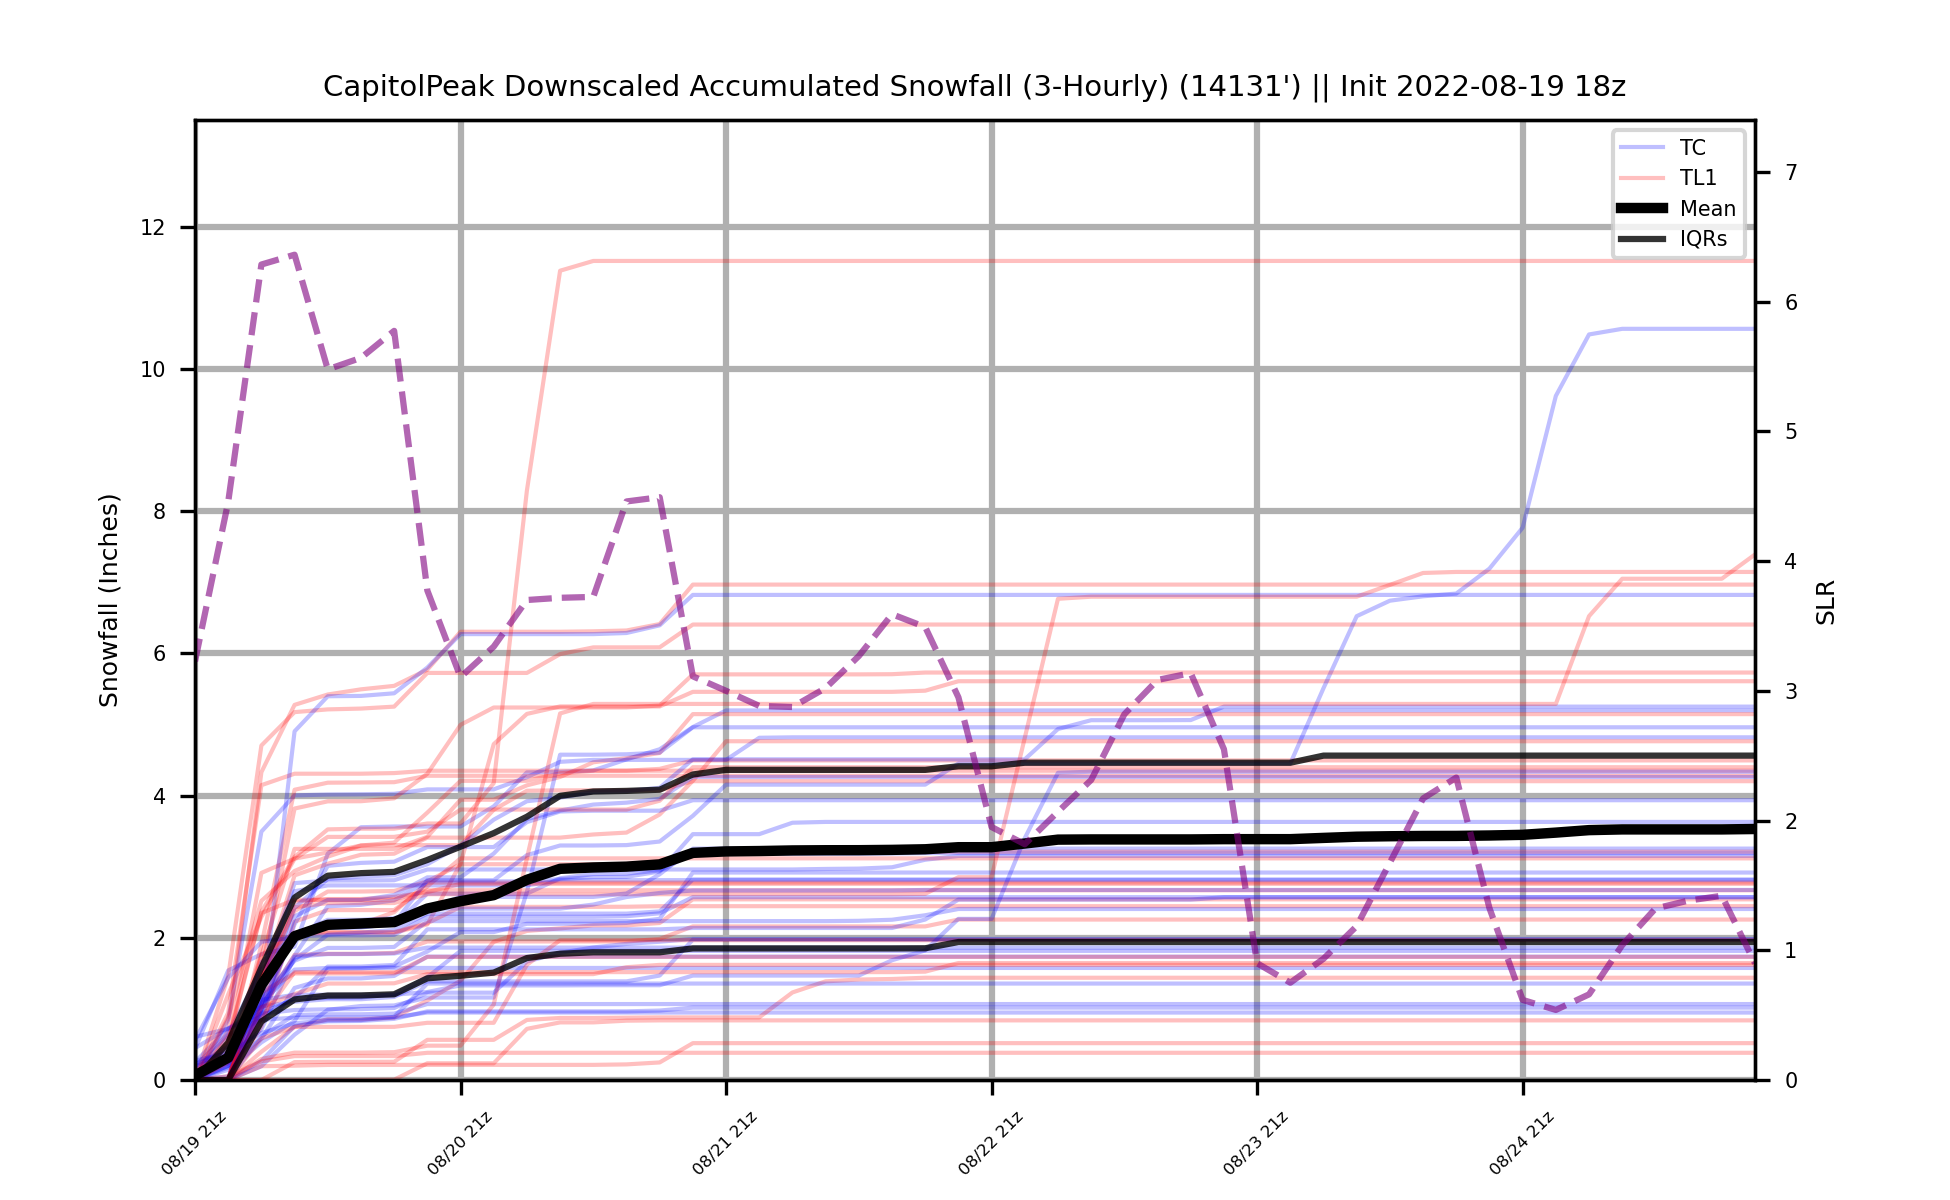 CapitolPeak Downscaled Accumulated Snowfall (3-Hourly) (14131') || Init 2022-08-19 18z
TC
TL1
Mean
IQRs
Snowfall (Inches)
12
10
8
6
4
2
0
SLR
7
6
5
4
3
2
1
0
08/19 21z
08/20 21z
08/21 21z
08/22 21z
08/23 21z
08/24 21z